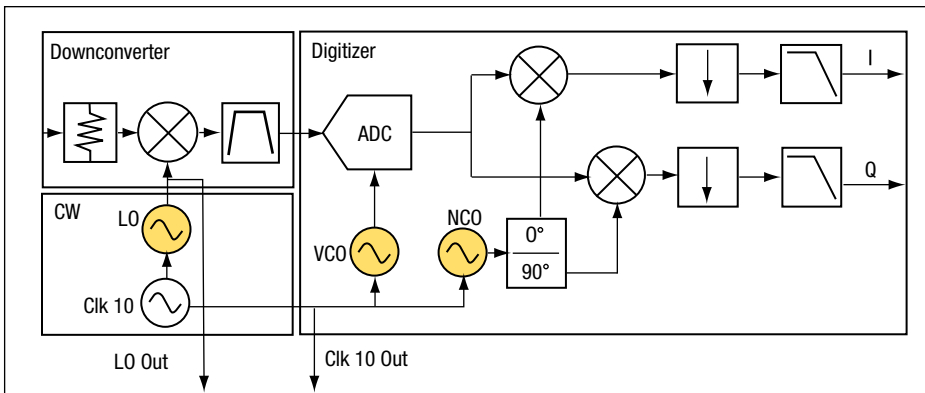 Downconverter
Digitizer
I
ADC
Q
CW
LO
NCO
VCO
0°
90°
Clk 10
LO Out
Clk 10 Out